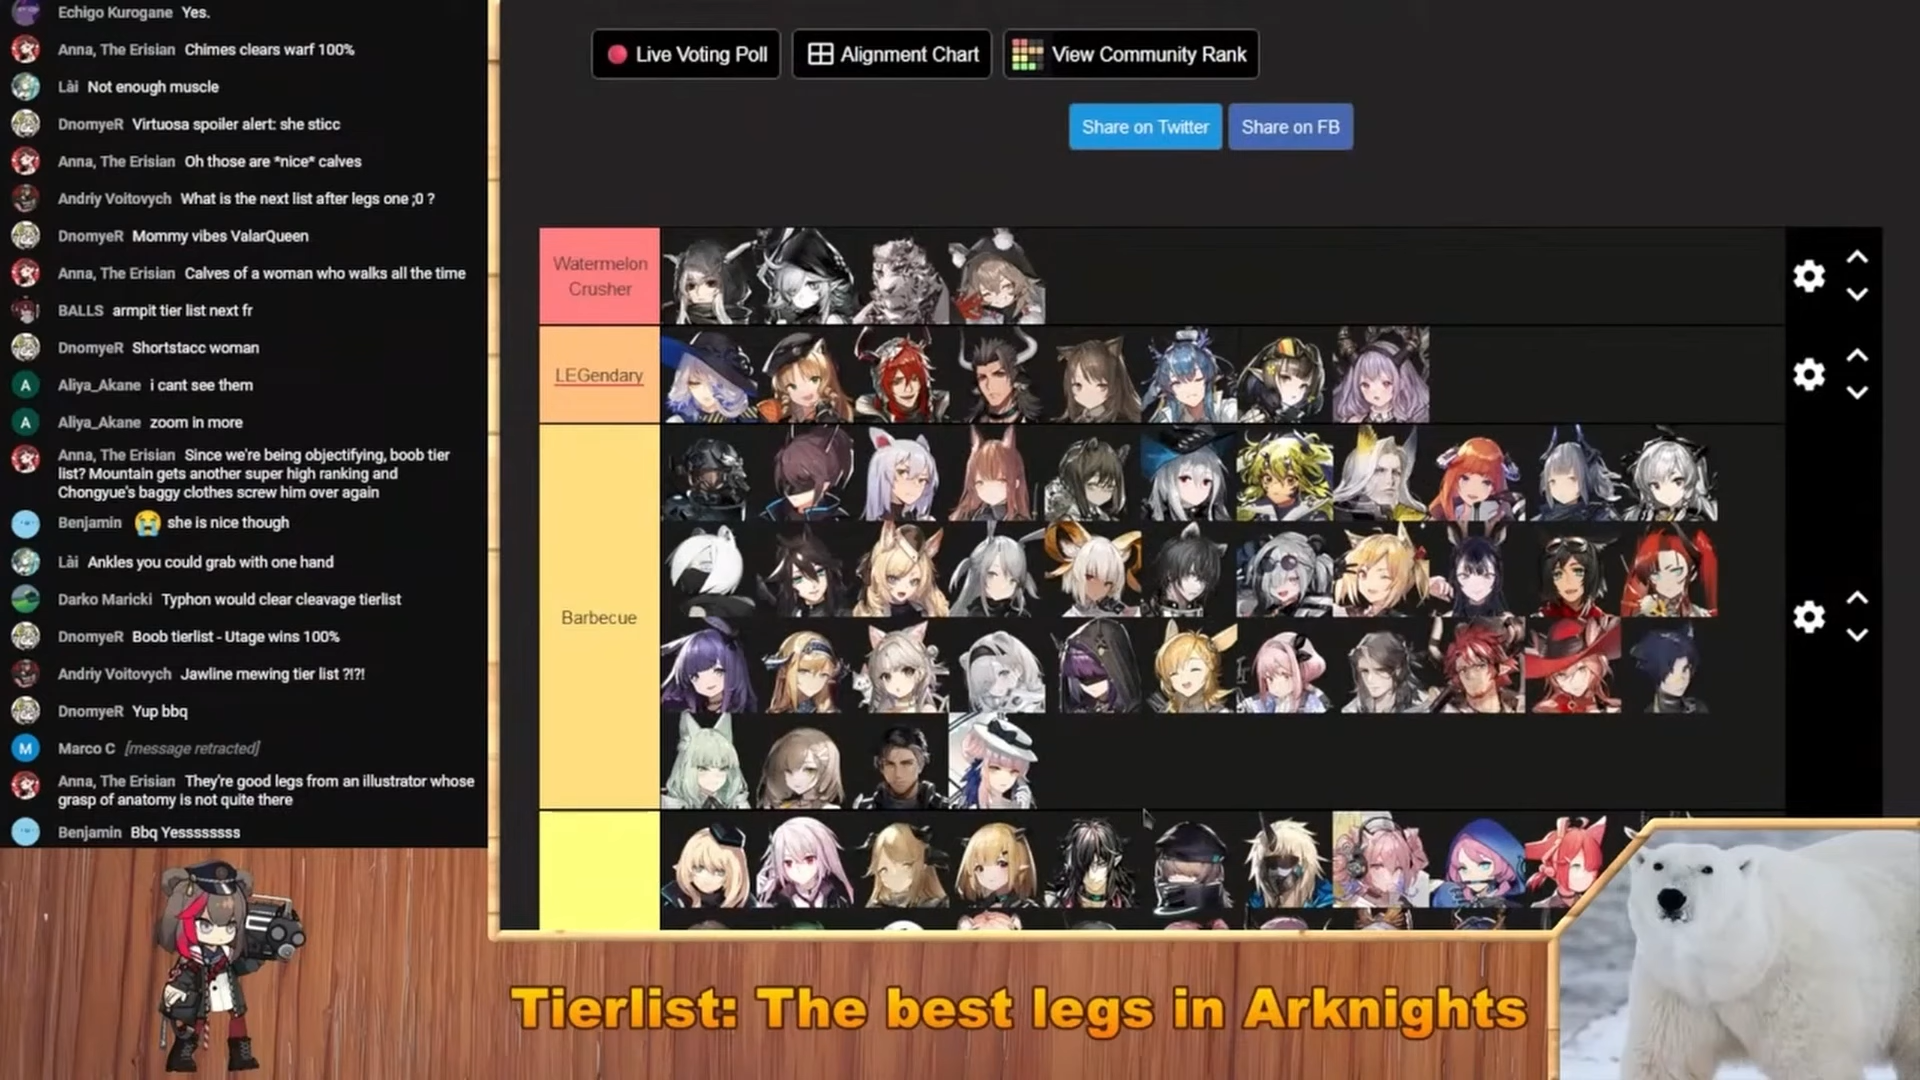 Echigo Kurogane Yes.
Anna, The Erisian Chimes clears warf 100%
Lài Not enough muscle
DnomyeR Virtuosa spoiler alert: she sticc
Anna, The Erisian Oh those are *nice* calves
Andriy Voitovych What is the next list after legs one ;0 ?
DnomyeR Mommy vibes ValarQueen
Anna, The Erisian Calves of a woman who walks all the time
BALLS armpit tier list next fr
DnomyeR Shortstacc woman
A Aliya_Akane i cant see them
A Aliya_Akane zoom in more
Anna, The Erisian Since we're being objectifying, boob tier
list? Mountain gets another super high ranking and
Chongyue's baggy clothes screw him over again
Benjamin 😭 she is nice though
Lài Ankles you could grab with one hand
Darko Maricki Typhon would clear cleavage tierlist
DnomyeR Boob tierlist - Utage wins 100%
Andriy Voitovych Jawline mewing tier list ?!?!
DnomyeR Yup bbq
M Marco C [message retracted]
Anna, The Erisian They're good legs from an illustrator whose
grasp of anatomy is not quite there
Benjamin Bbq Yessssssss
Live Voting Poll
Alignment Chart
View Community Rank
Share on Twitter
Share on FB
Watermelon
Crusher
LEGendary
Barbecue
Tierlist: The best legs in Arknights